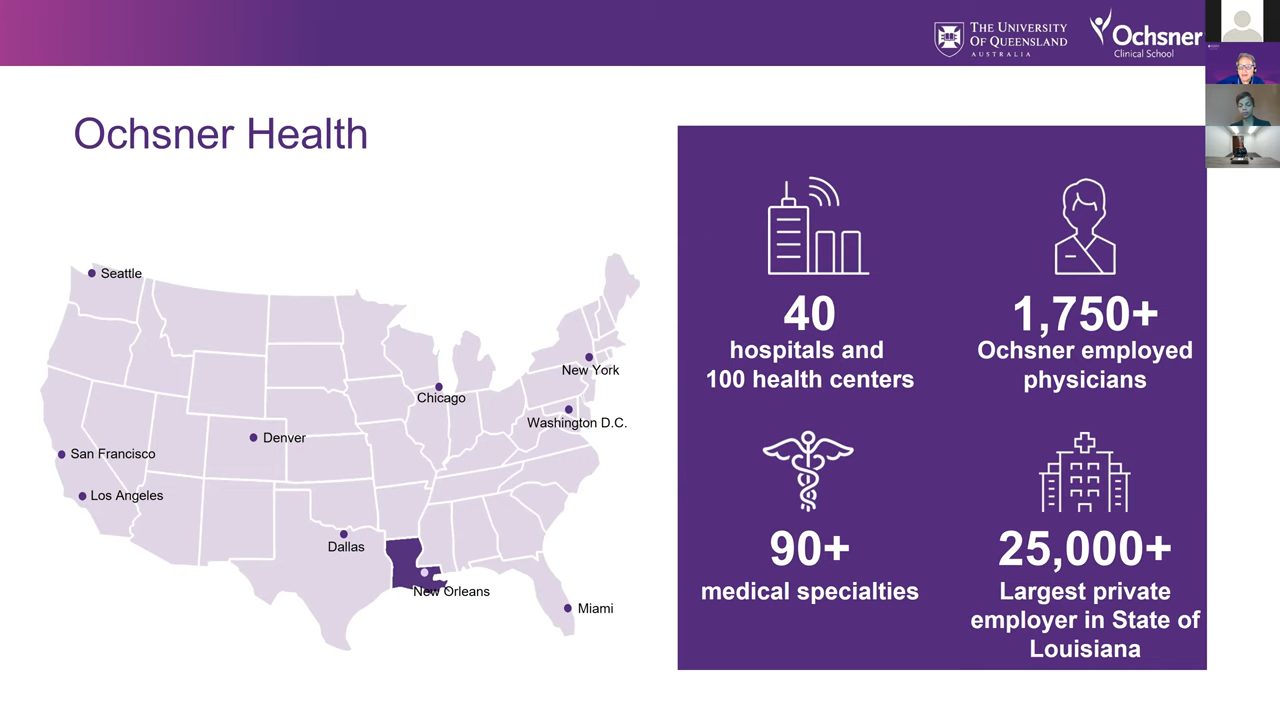 THE UNIVERSITY
OF QUEENSLAND
AUSTRALIA
Ochsner
Clinical School
Ochsner Health
Seattle
New York
Chicago
Washington D.C.
Denver
San Francisco
Los Angeles
Dallas
New Orleans
Miami
40
hospitals and
100 health centers
1,750+
Ochsner employed
physicians
90+
medical specialties
25,000+
Largest private
employer in State of
Louisiana